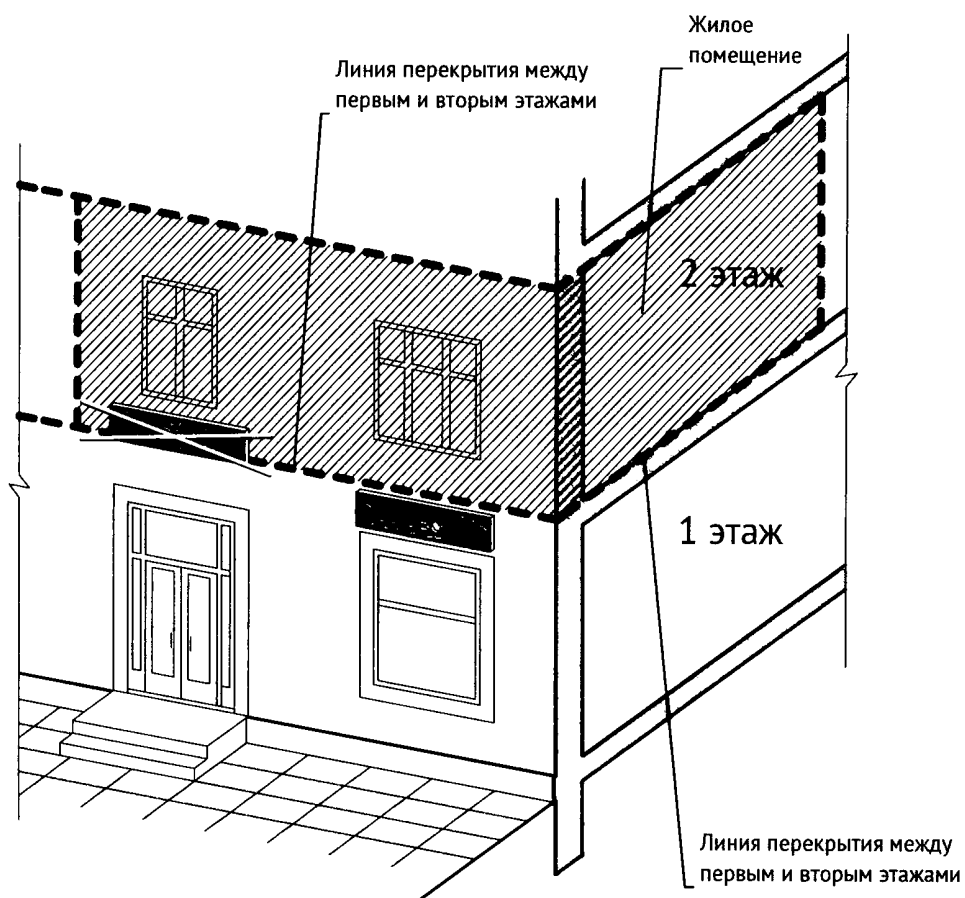 Жилое
помещение
Линия перекрытия между
первым и вторым этажами
2 этаж
1 этаж
Линия перекрытия между
первым и вторым этажами